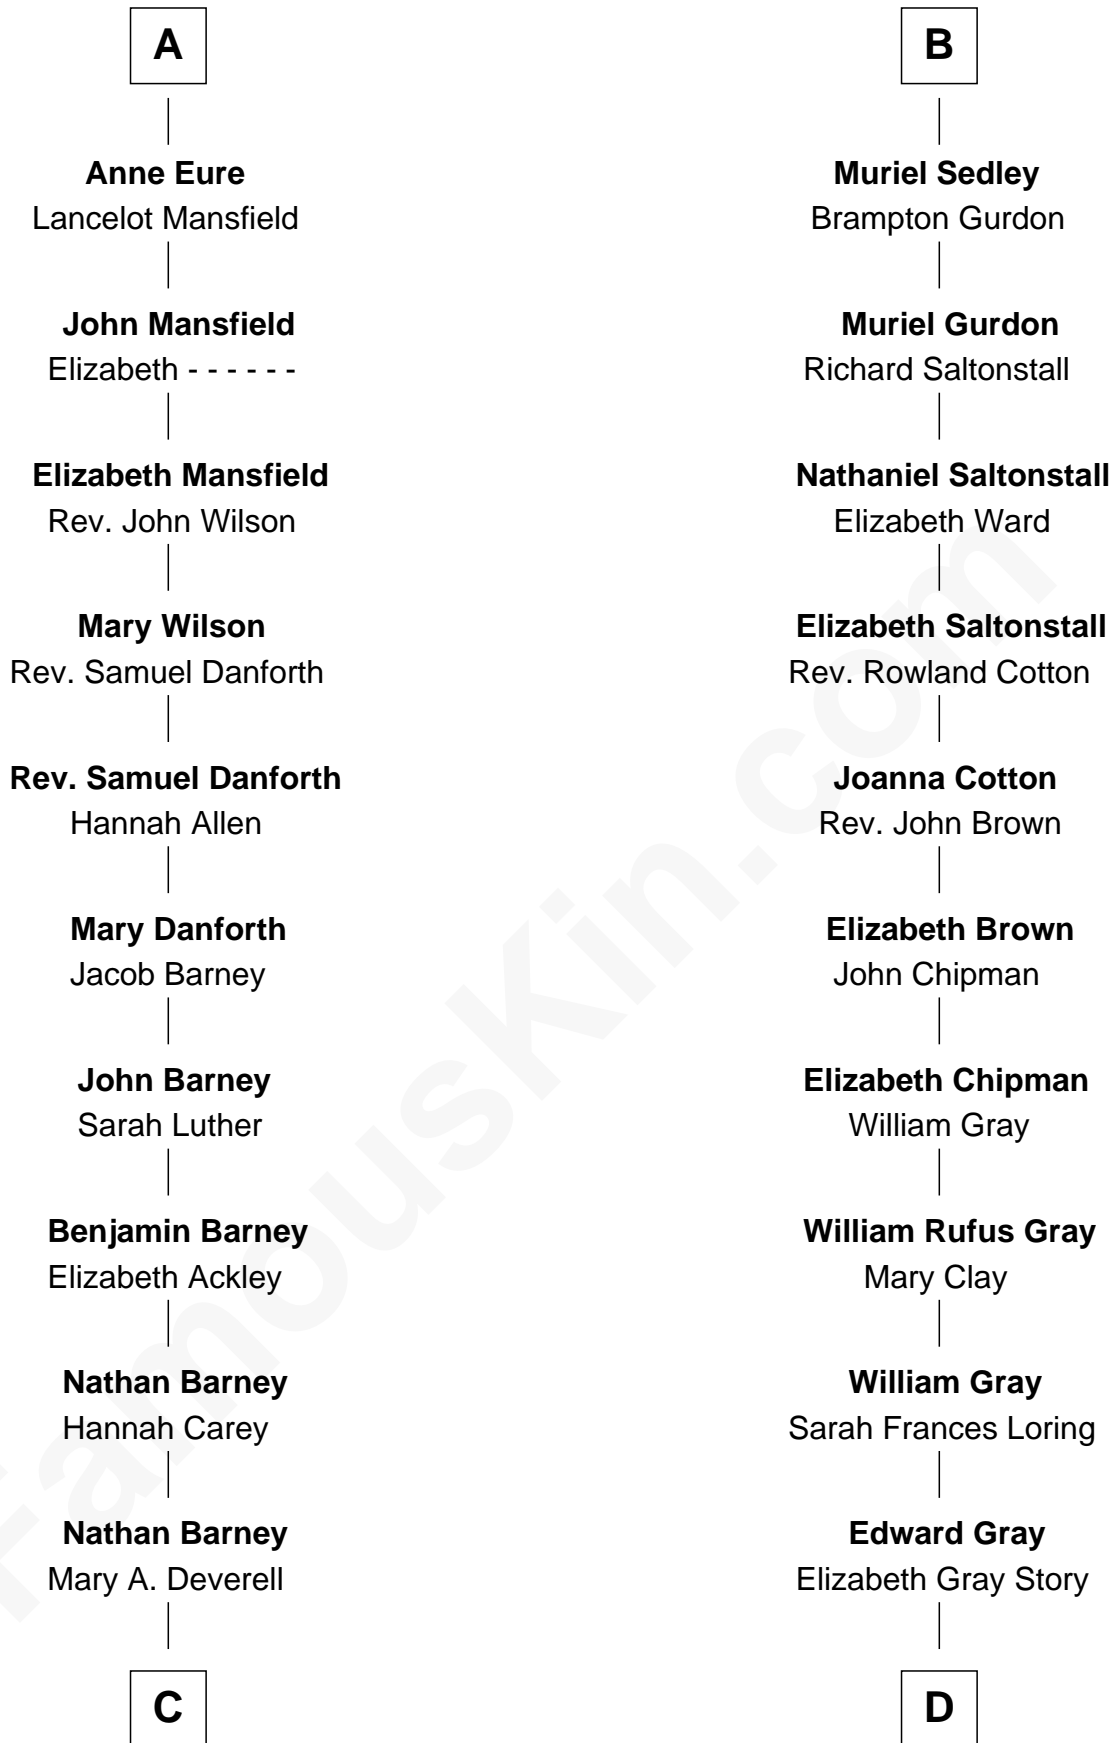 A
Anne Eure
Lancelot Mansfield
John Mansfield
Elizabeth - - - - - -
Elizabeth Mansfield
Rev. John Wilson
Mary Wilson
Rev. Samuel Danforth
Rev. Samuel Danforth
Hannah Allen
Mary Danforth
Jacob Barney
John Barney
Sarah Luther
Benjamin Barney
Elizabeth Ackley
Nathan Barney
Hannah Carey
Nathan Barney
Mary A. Deverell
C
B
Muriel Sedley
Brampton Gurdon
Muriel Gurdon
Richard Saltonstall
Nathaniel Saltonstall
Elizabeth Ward
Elizabeth Saltonstall
Rev. Rowland Cotton
Joanna Cotton
Rev. John Brown
Elizabeth Brown
John Chipman
Elizabeth Chipman
William Gray
William Rufus Gray
Mary Clay
William Gray
Sarah Frances Loring
Edward Gray
Elizabeth Gray Story
D
FamousKin.com